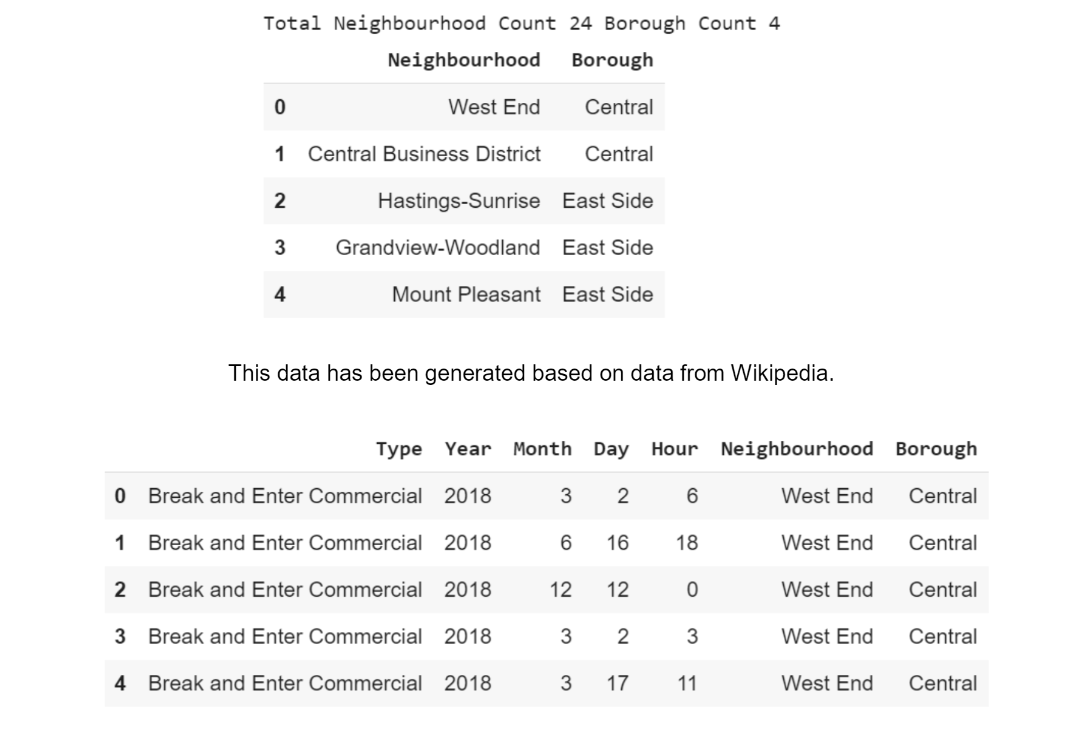 Total Neighbourhood Count 24 Borough Count 4
Neighbourhood Borough
0 West End Central
1 Central Business District Central
2 Hastings-Sunrise East Side
3 Grandview-Woodland East Side
4 Mount Pleasant East Side
This data has been generated based on data from Wikipedia.
Type Year Month Day Hour Neighbourhood Borough
0 Break and Enter Commercial 2018 3 2 6 West End Central
1 Break and Enter Commercial 2018 6 16 18 West End Central
2 Break and Enter Commercial 2018 12 12 0 West End Central
3 Break and Enter Commercial 2018 3 2 3 West End Central
4 Break and Enter Commercial 2018 3 17 11 West End Central